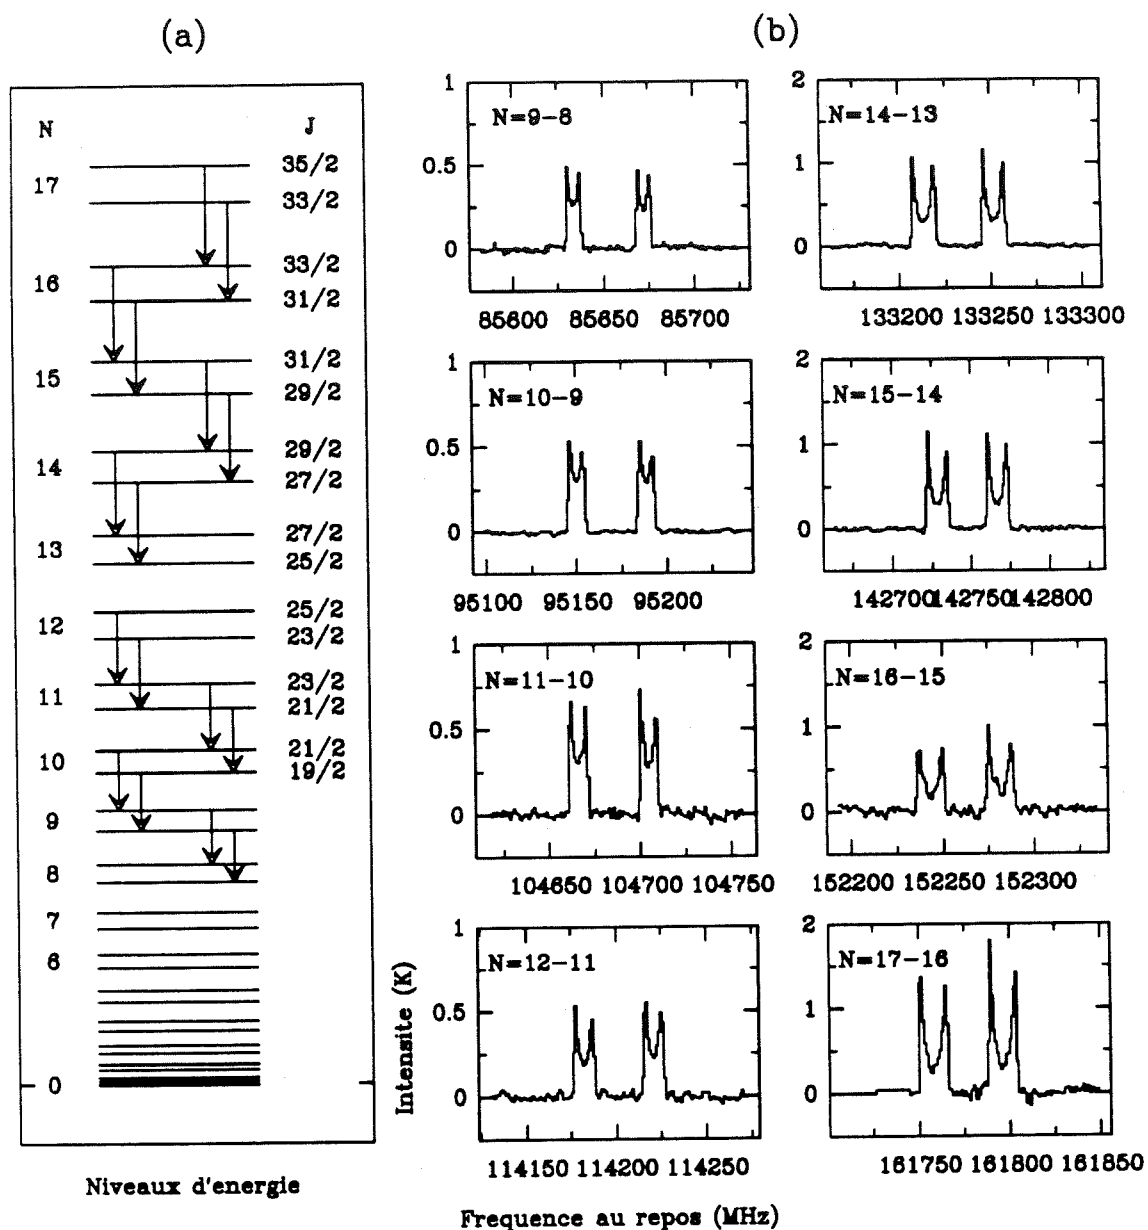 (a)
N J
35/2
17
33/2
33/2
16
31/2
31/2
15
29/2
29/2
14
27/2
27/2
13
25/2
25/2
12
23/2
23/2
11
21/2
21/2
10
19/2
9
8
7
6
0
Niveaux d'energie
(b)
N=9-8
1
0.5
0
85600 85650 85700
N=14-13
2
1
0
133200 133250 133300
N=10-9
1
0.5
0
95100 95150 95200
N=15-14
2
1
0
142700 142750 142800
N=11-10
1
0.5
0
104650 104700 104750
N=16-15
2
1
0
152200 152250 152300
N=12-11
1
0.5
0
114150 114200 114250
N=17-16
2
1
0
161750 161800 161850
Intensite (K)
Frequence au repos (MHz)